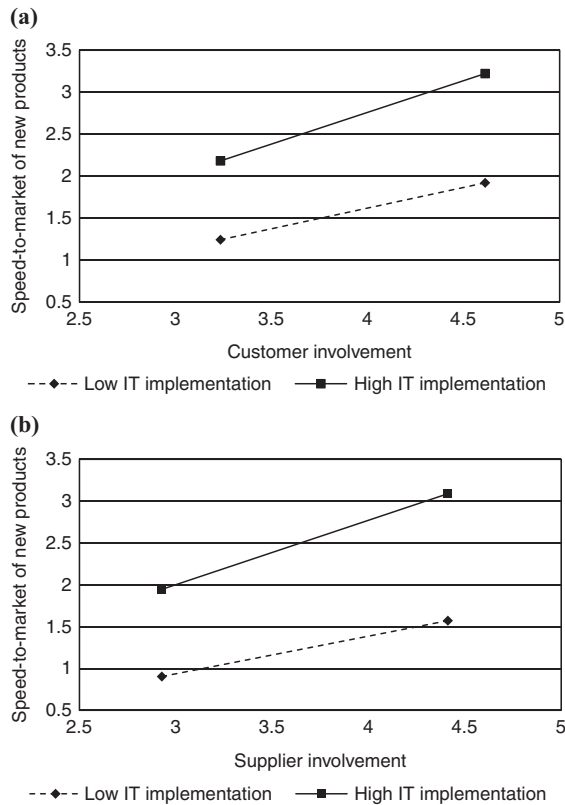 (a)
Speed-to-market of new products
3.5
3
2.5
2
1.5
1
0.5
2.5 3 3.5 4 4.5 5
Customer involvement
Low IT implementation High IT implementation
(b)
Speed-to-market of new products
3.5
3
2.5
2
1.5
1
0.5
2.5 3 3.5 4 4.5 5
Supplier involvement
Low IT implementation High IT implementation